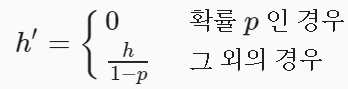 h' = { 0 확률 p 인 경우
h/(1−p) 그 외의 경우